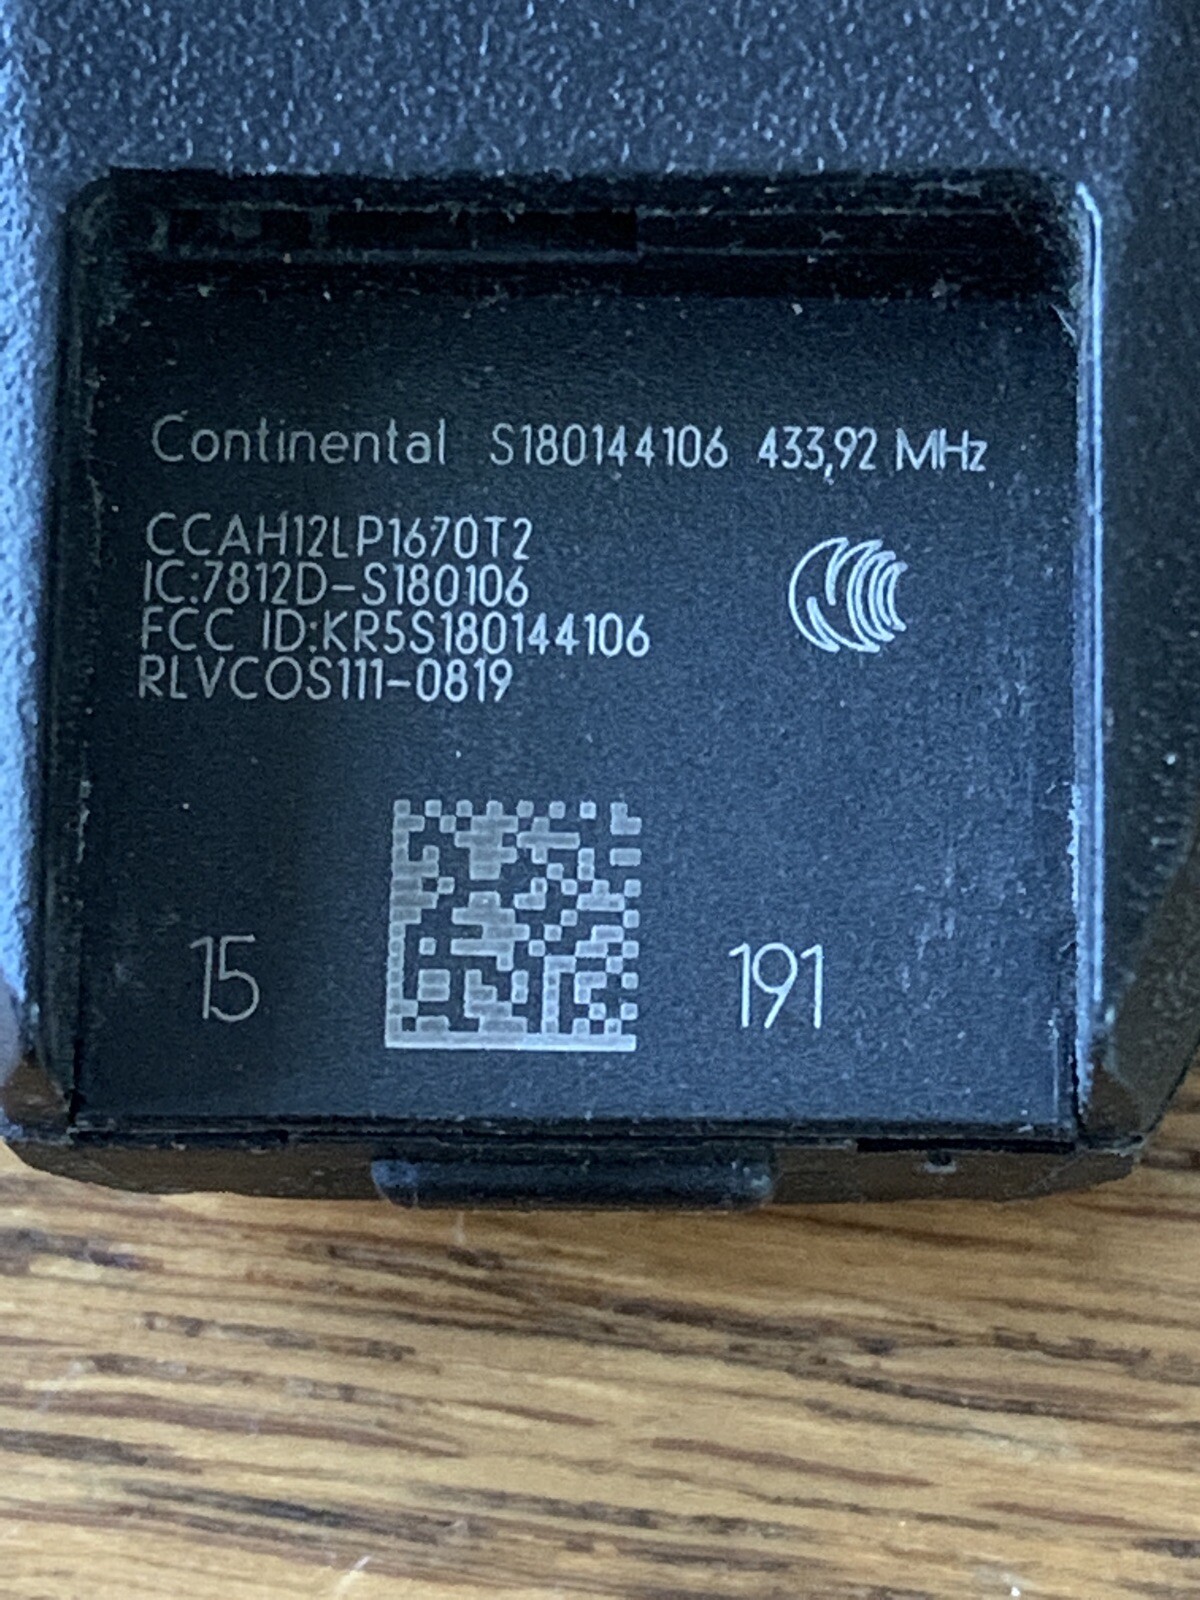 Continental S180144106 433,92 MHz
CCAH12LP1670T2
IC:7812D-S180106
FCC ID:KR5S180144106
RLVCOS111-0819
15 191